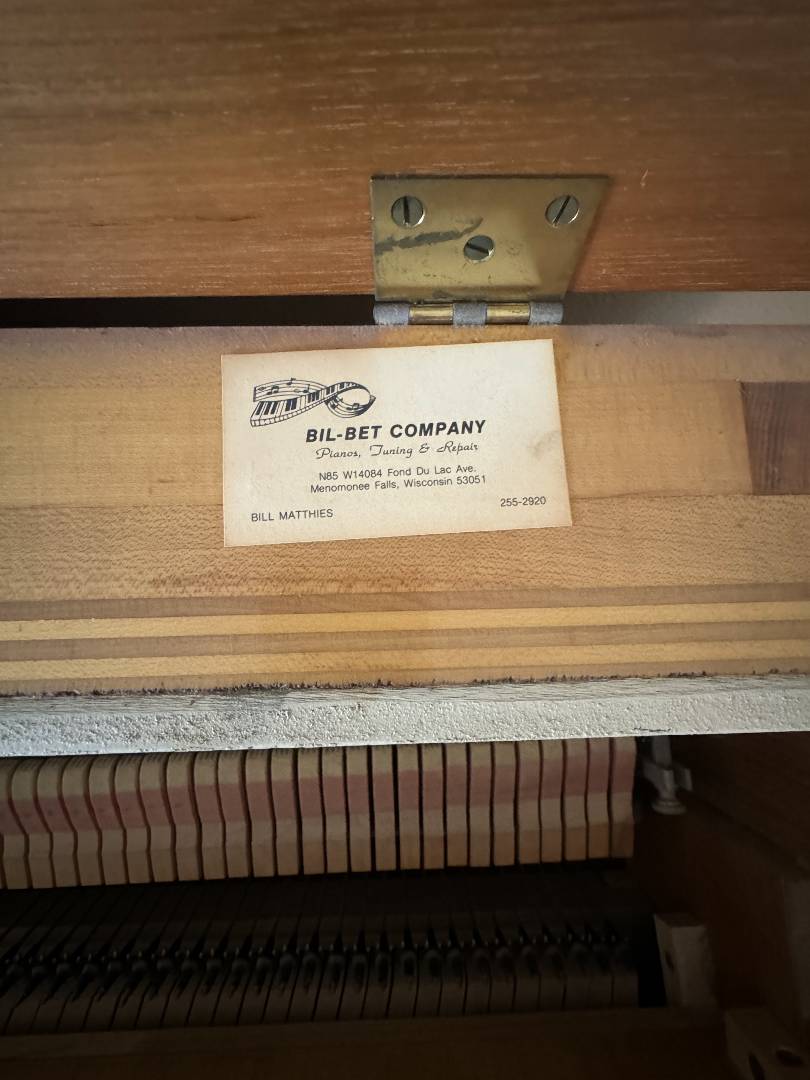 BIL-BET COMPANY
Pianos, Tuning & Repair
N85 W14084 Fond Du Lac Ave.
Menomonee Falls, Wisconsin 53051
BILL MATTHIES 255-2920